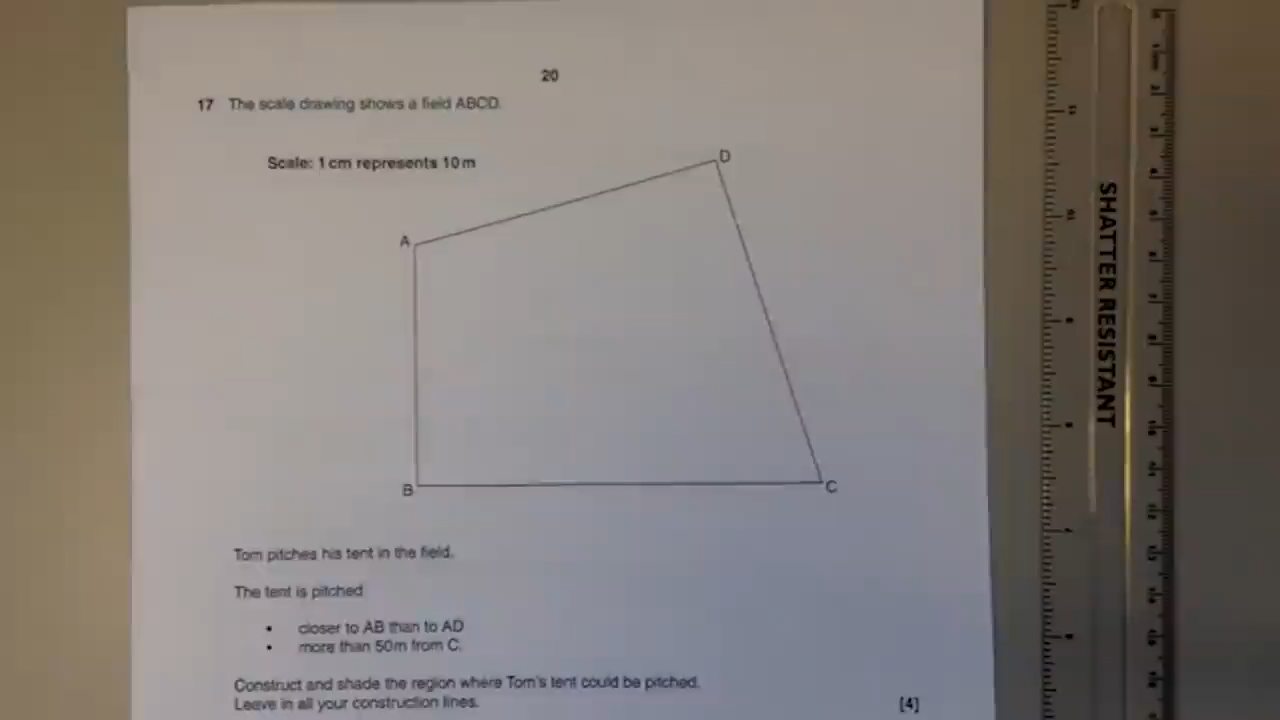 20
17 The scale drawing shows a field ABCD.
Scale: 1 cm represents 10 m
D
A
B
C
Tom pitches his tent in the field.
The tent is pitched
• closer to AB than to AD
• more than 50 m from C.
Construct and shade the region where Tom's tent could be pitched.
Leave in all your construction lines.
[4]
SHATTER RESISTANT